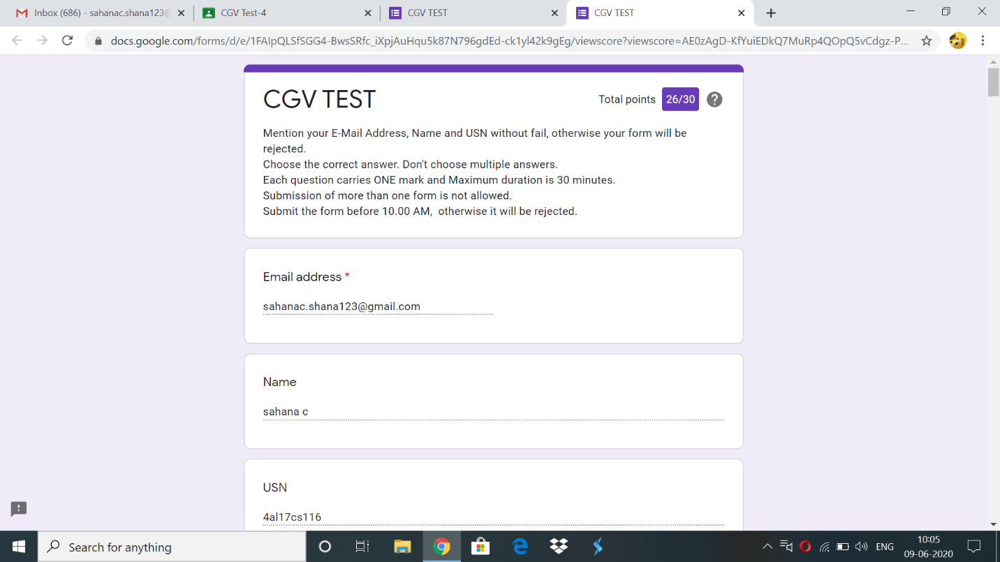 Inbox (686) - sahanac.shana123@
CGV Test-4
CGV TEST
CGV TEST
docs.google.com/forms/d/e/1FAIpQLSfSGG4-BwsSRfc_iXpjAuHqu5k87N796gdEd-ck1yl42k9gEg/viewscore?viewscore=AE0zAgD-KfYuiEDkQ7MuRp4QOpQ5vCdgz-P...
CGV TEST
Total points 26/30
Mention your E-Mail Address, Name and USN without fail, otherwise your form will be
rejected.
Choose the correct answer. Don't choose multiple answers.
Each question carries ONE mark and Maximum duration is 30 minutes.
Submission of more than one form is not allowed.
Submit the form before 10.00 AM,  otherwise it will be rejected.
Email address *
sahanac.shana123@gmail.com
Name
sahana c
USN
4al17cs116
Search for anything
ENG
10:05
09-06-2020